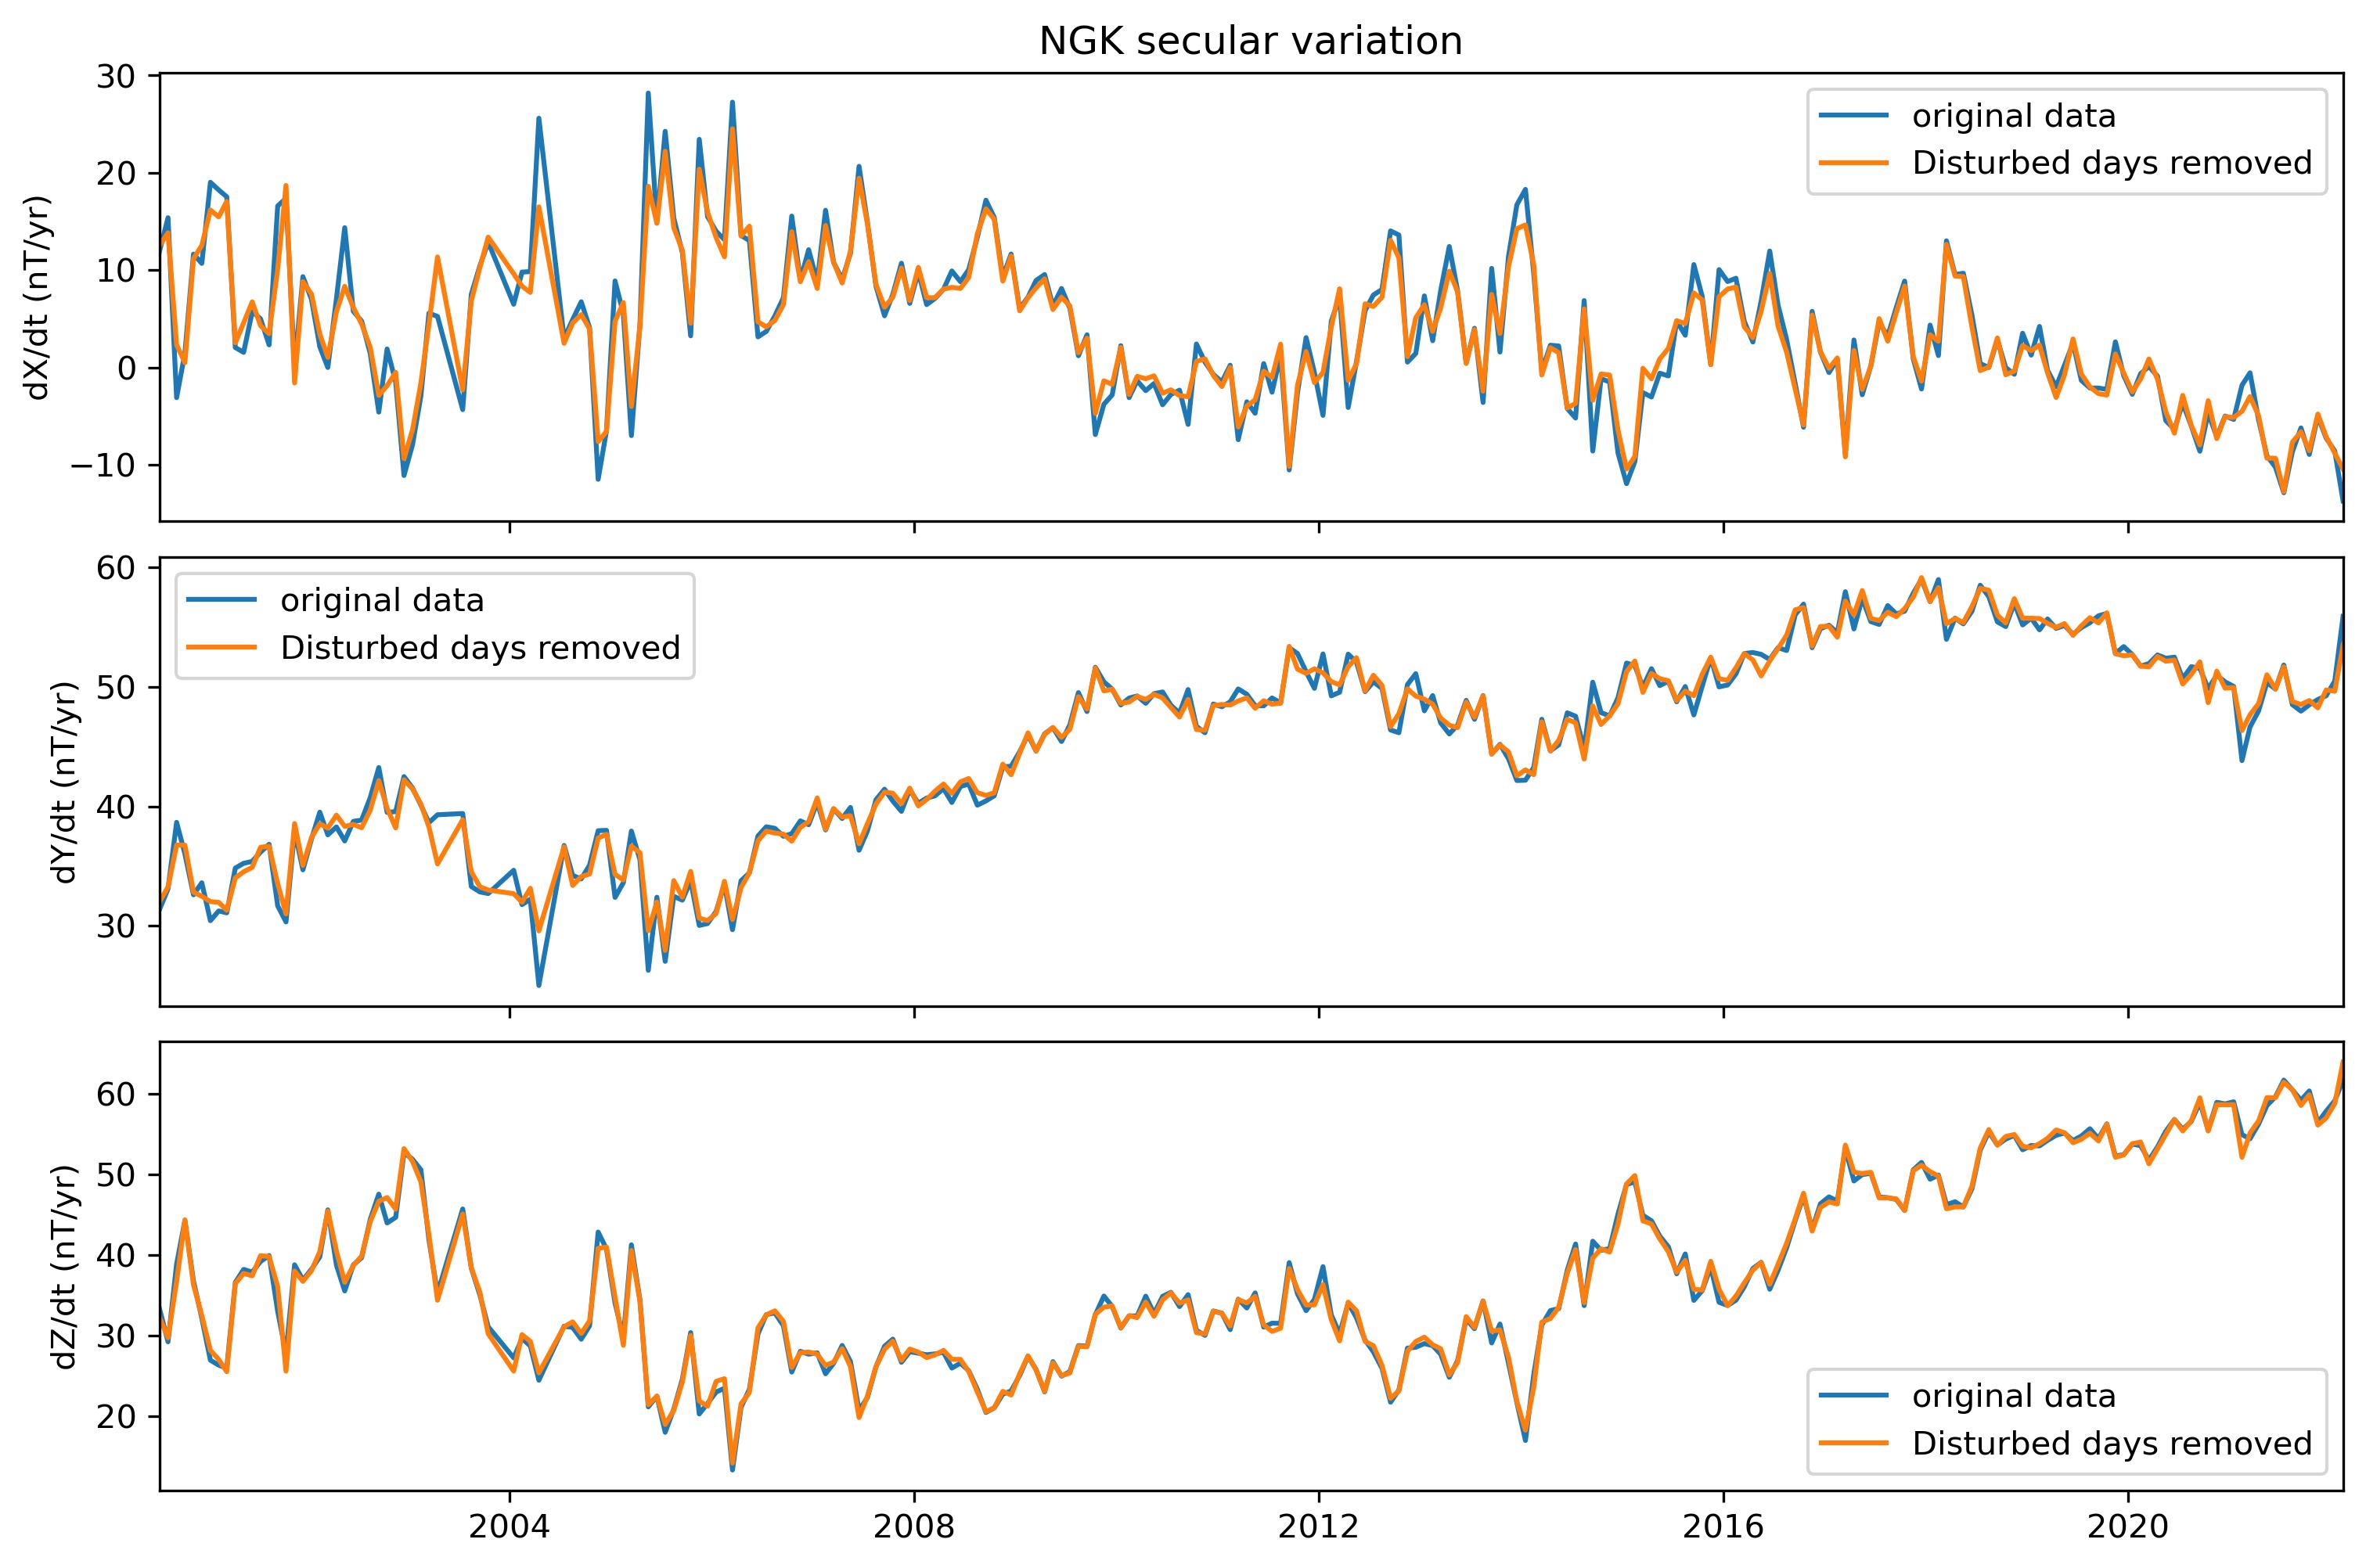 NGK secular variation
30
20
10
0
−10
dX/dt (nT/yr)
original data
Disturbed days removed
60
50
40
30
dY/dt (nT/yr)
original data
Disturbed days removed
60
50
40
30
20
dZ/dt (nT/yr)
original data
Disturbed days removed
2004 2008 2012 2016 2020